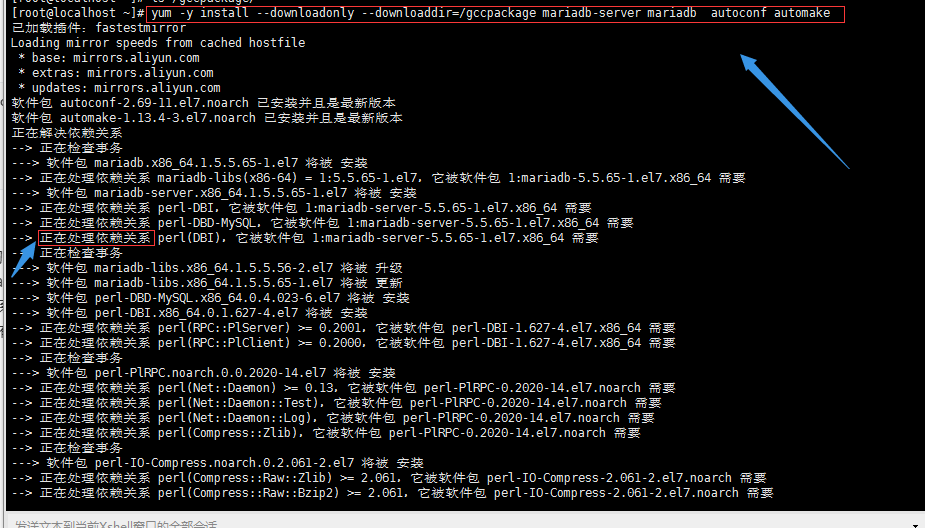 [root@localhost ~]# ls /gccpackage/
[root@localhost ~]# yum -y install --downloadonly --downloaddir=/gccpackage mariadb-server mariadb  autoconf automake
已加载插件: fastestmirror
Loading mirror speeds from cached hostfile
 * base: mirrors.aliyun.com
 * extras: mirrors.aliyun.com
 * updates: mirrors.aliyun.com
软件包 autoconf-2.69-11.el7.noarch 已安装并且是最新版本
软件包 automake-1.13.4-3.el7.noarch 已安装并且是最新版本
正在解决依赖关系
--> 正在检查事务
---> 软件包 mariadb.x86_64.1.5.5.65-1.el7 将被 安装
--> 正在处理依赖关系 mariadb-libs(x86-64) = 1:5.5.65-1.el7，它被软件包 1:mariadb-5.5.65-1.el7.x86_64 需要
---> 软件包 mariadb-server.x86_64.1.5.5.65-1.el7 将被 安装
--> 正在处理依赖关系 perl-DBI，它被软件包 1:mariadb-server-5.5.65-1.el7.x86_64 需要
--> 正在处理依赖关系 perl-DBD-MySQL，它被软件包 1:mariadb-server-5.5.65-1.el7.x86_64 需要
--> 正在处理依赖关系 perl(DBI)，它被软件包 1:mariadb-server-5.5.65-1.el7.x86_64 需要
--> 正在检查事务
---> 软件包 mariadb-libs.x86_64.1.5.5.56-2.el7 将被 升级
---> 软件包 mariadb-libs.x86_64.1.5.5.65-1.el7 将被 更新
---> 软件包 perl-DBD-MySQL.x86_64.0.4.023-6.el7 将被 安装
---> 软件包 perl-DBI.x86_64.0.1.627-4.el7 将被 安装
--> 正在处理依赖关系 perl(RPC::PlServer) >= 0.2001，它被软件包 perl-DBI-1.627-4.el7.x86_64 需要
--> 正在处理依赖关系 perl(RPC::PlClient) >= 0.2000，它被软件包 perl-DBI-1.627-4.el7.x86_64 需要
--> 正在检查事务
---> 软件包 perl-PlRPC.noarch.0.0.2020-14.el7 将被 安装
--> 正在处理依赖关系 perl(Net::Daemon) >= 0.13，它被软件包 perl-PlRPC-0.2020-14.el7.noarch 需要
--> 正在处理依赖关系 perl(Net::Daemon::Test)，它被软件包 perl-PlRPC-0.2020-14.el7.noarch 需要
--> 正在处理依赖关系 perl(Net::Daemon::Log)，它被软件包 perl-PlRPC-0.2020-14.el7.noarch 需要
--> 正在处理依赖关系 perl(Compress::Zlib)，它被软件包 perl-PlRPC-0.2020-14.el7.noarch 需要
--> 正在检查事务
---> 软件包 perl-IO-Compress.noarch.0.2.061-2.el7 将被 安装
--> 正在处理依赖关系 perl(Compress::Raw::Zlib) >= 2.061，它被软件包 perl-IO-Compress-2.061-2.el7.noarch 需要
--> 正在处理依赖关系 perl(Compress::Raw::Bzip2) >= 2.061，它被软件包 perl-IO-Compress-2.061-2.el7.noarch 需要
发送文本到当前Xshell窗口的全部会话